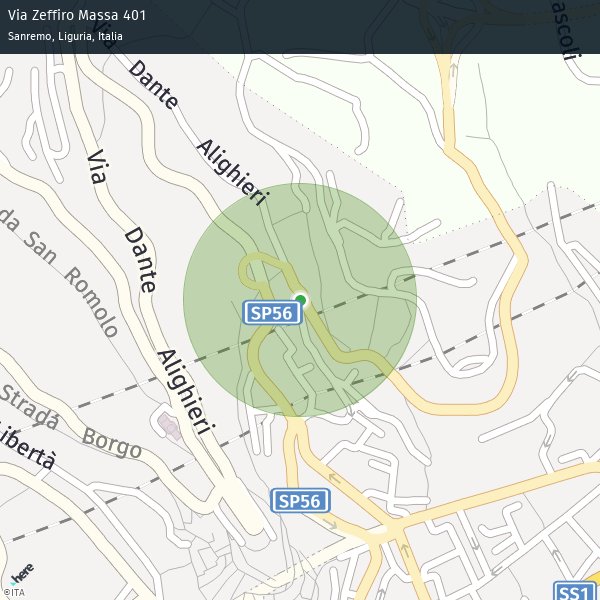 Via Zeffiro Massa 401
Sanremo, Liguria, Italia
Via
Dante
Alighieri
ascoli
Via
Dante
Alighieri
da San Romolo
SP56
Strada Borgo
Libertà
SP56
SS1
here
©ITA